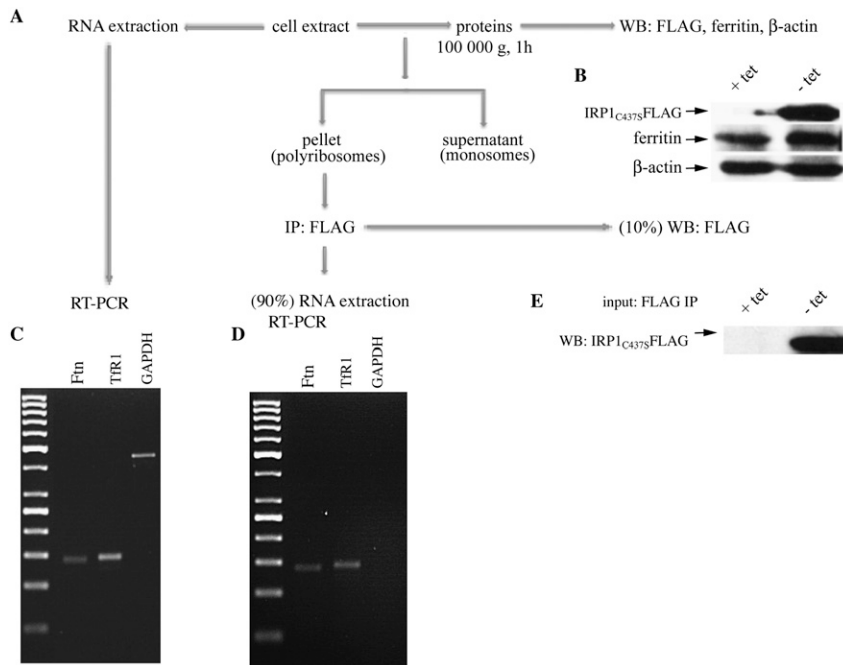 A
RNA extraction
cell extract
proteins
100 000 g, 1h
WB: FLAG, ferritin, β-actin
B
+ tet
- tet
IRP1C437SFLAG
ferritin
β-actin
pellet
(polyribosomes)
supernatant
(monosomes)
IP: FLAG
(10%) WB: FLAG
RT-PCR
(90%) RNA extraction
RT-PCR
E
input: FLAG IP
+ tet
- tet
WB: IRP1C437SFLAG
C
Ftn
TfR1
GAPDH
D
Ftn
TfR1
GAPDH